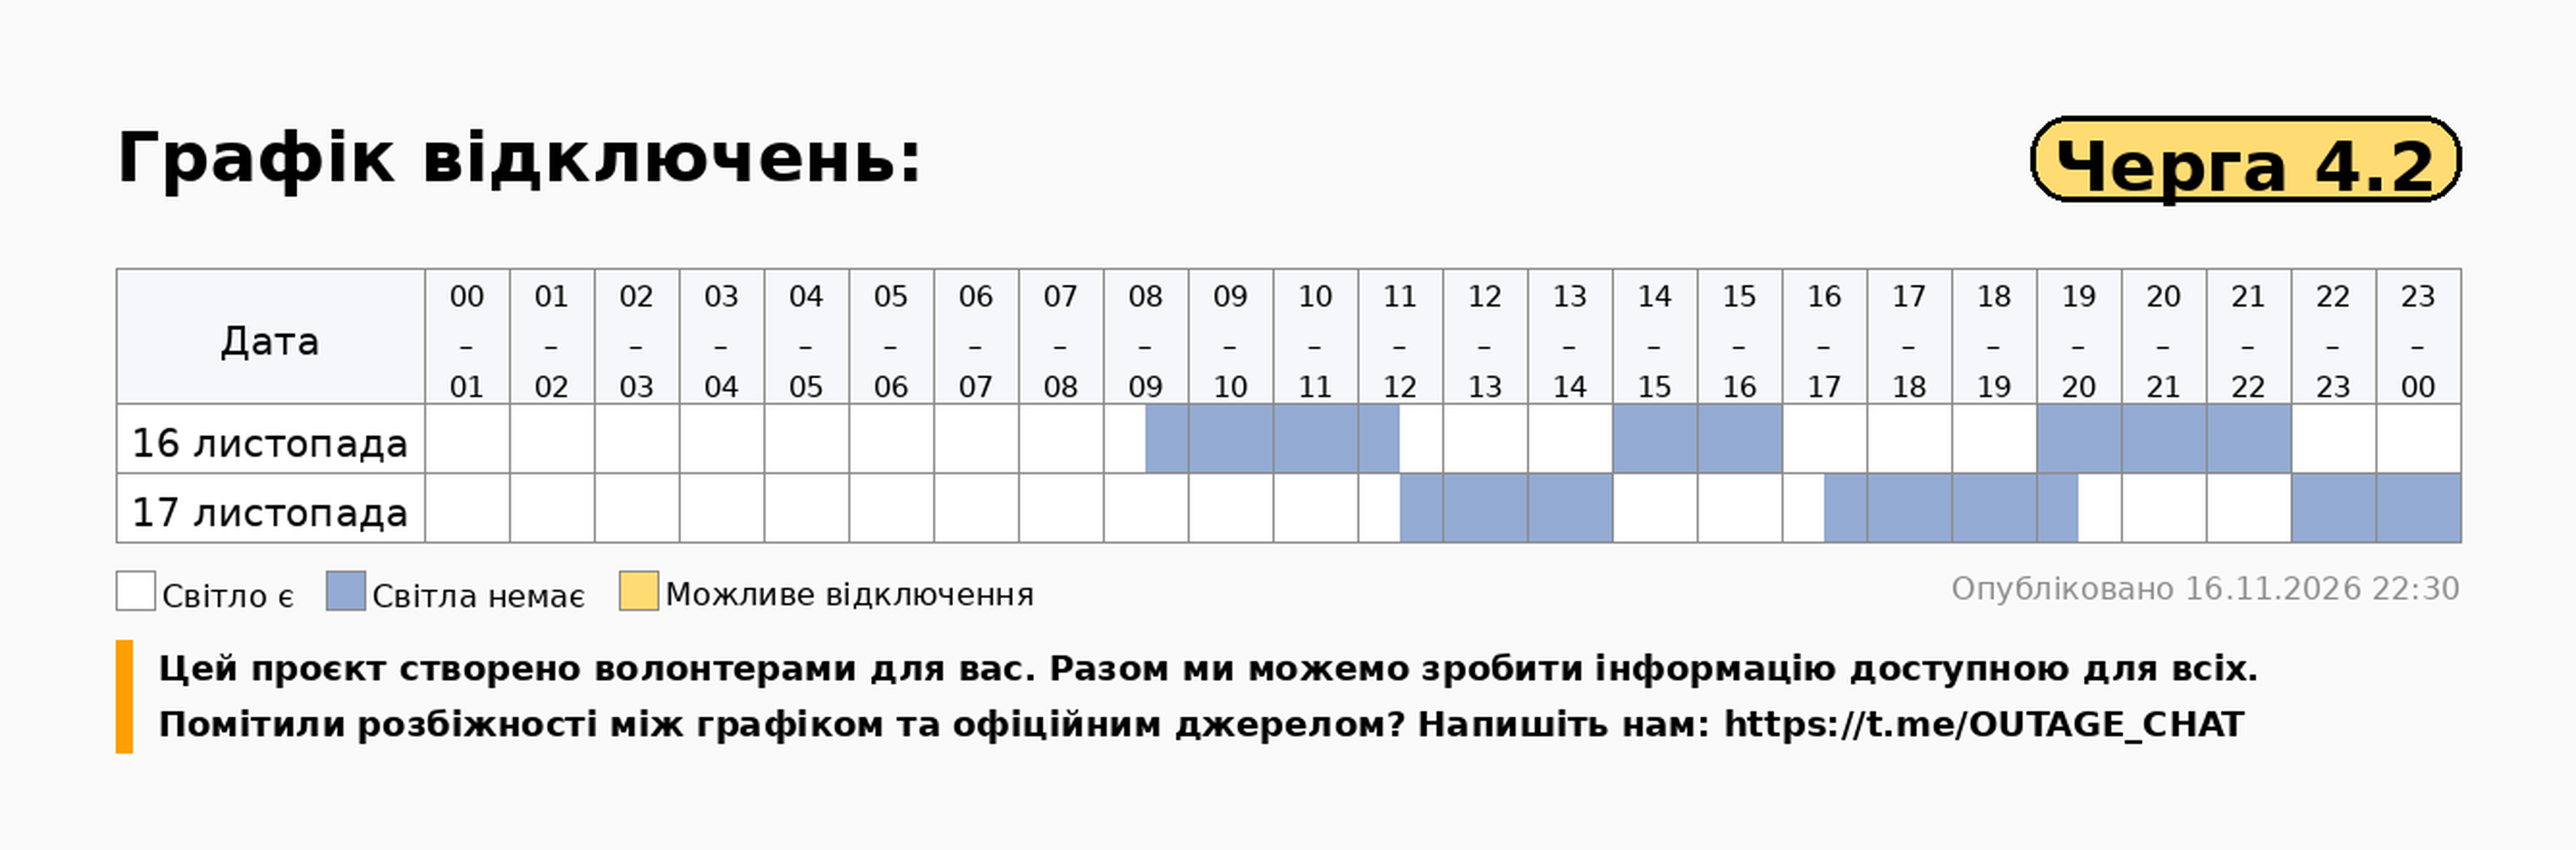 Графік відключень:
Черга 4.2
Дата
00 – 01
01 – 02
02 – 03
03 – 04
04 – 05
05 – 06
06 – 07
07 – 08
08 – 09
09 – 10
10 – 11
11 – 12
12 – 13
13 – 14
14 – 15
15 – 16
16 – 17
17 – 18
18 – 19
19 – 20
20 – 21
21 – 22
22 – 23
23 – 00
16 листопада
17 листопада
Світло є
Світла немає
Можливе відключення
Опубліковано 16.11.2026 22:30
Цей проєкт створено волонтерами для вас. Разом ми можемо зробити інформацію доступною для всіх.
Помітили розбіжності між графіком та офіційним джерелом? Напишіть нам: https://t.me/OUTAGE_CHAT